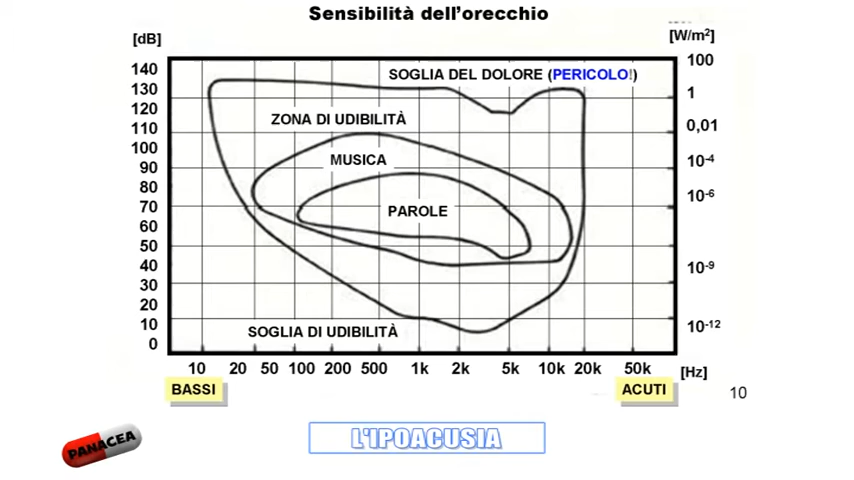 Sensibilità dell'orecchio
[dB]
[W/m²]
140
130
120
110
100
90
80
70
60
50
40
30
20
10
0
SOGLIA DEL DOLORE (PERICOLO!)
ZONA DI UDIBILITÀ
MUSICA
PAROLE
SOGLIA DI UDIBILITÀ
100
1
0,01
10⁻⁴
10⁻⁶
10⁻⁹
10⁻¹²
10 20 50 100 200 500 1k 2k 5k 10k 20k 50k [Hz]
BASSI
ACUTI
10
L'IPOACUSIA
PANACEA